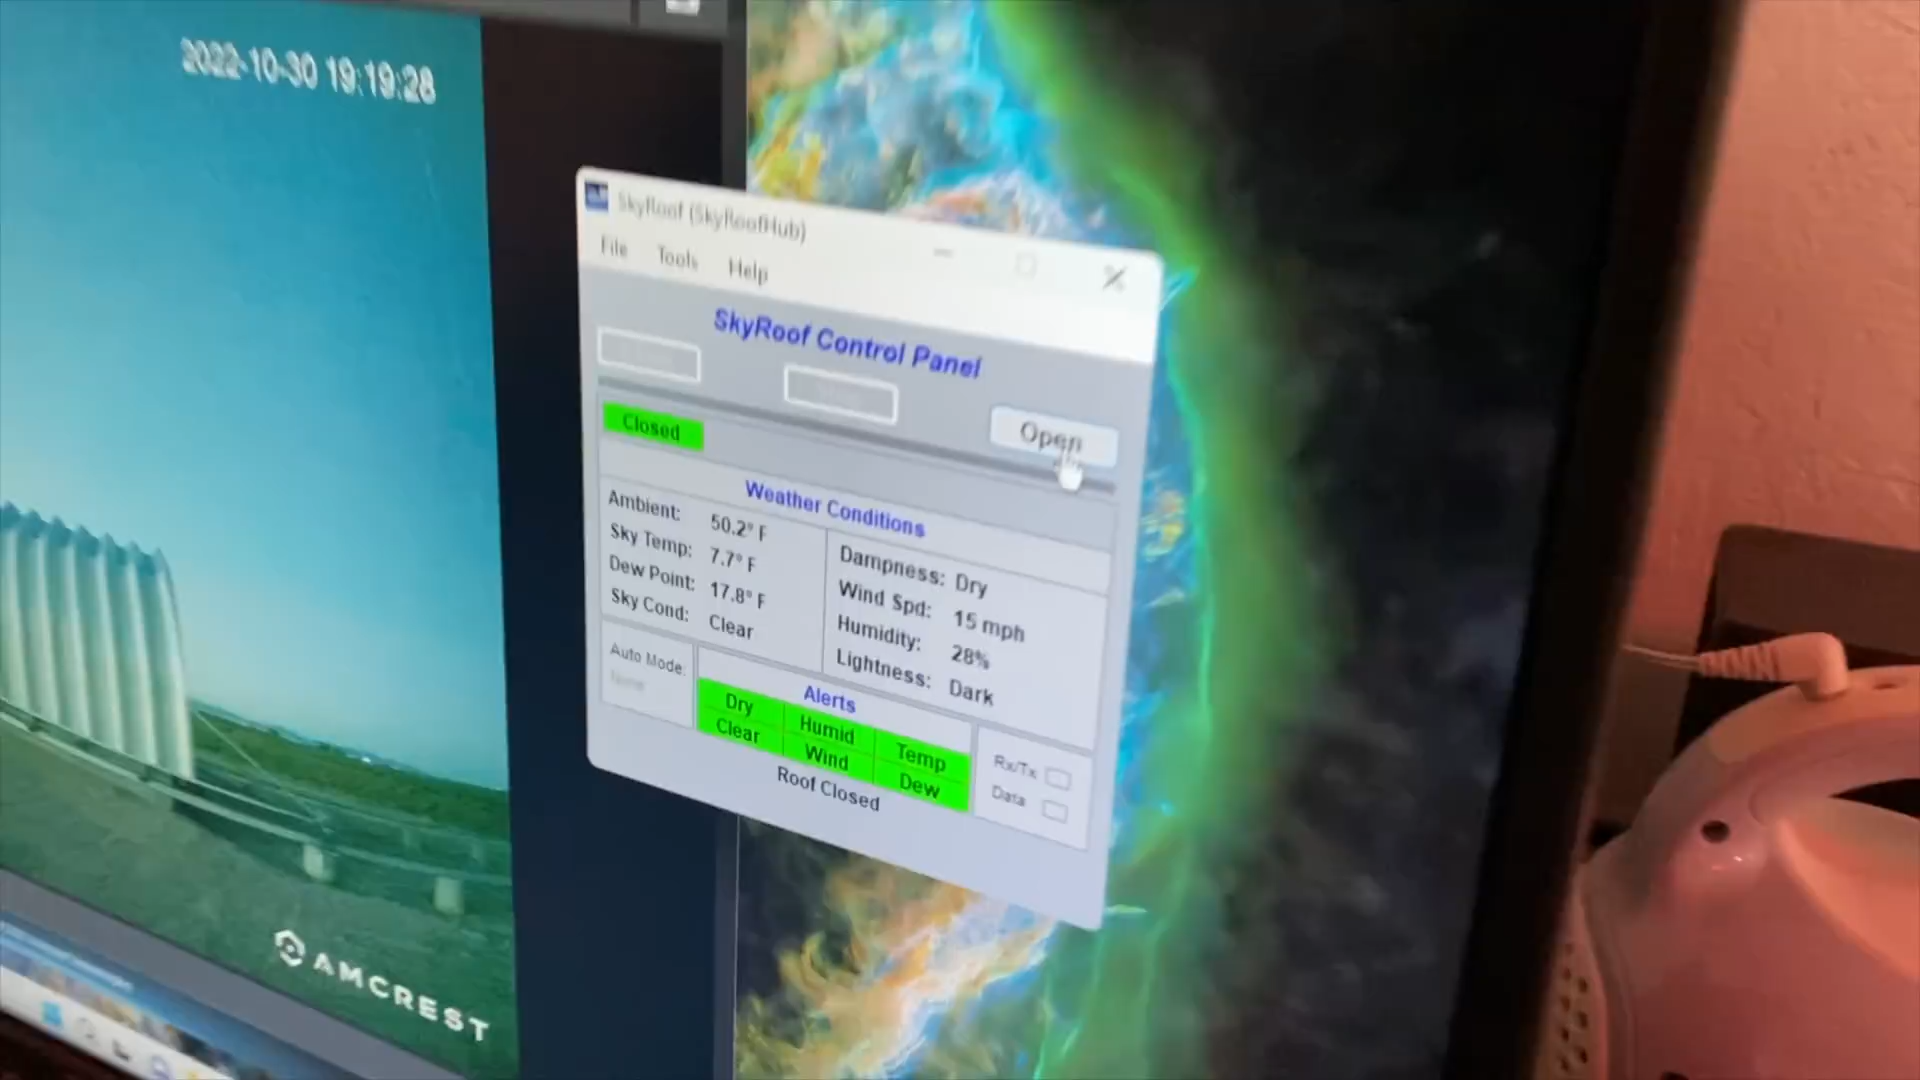 2022-10-30 19:19:28
SkyRoof (SkyRoofHub)
File Tools Help
SkyRoof Control Panel
Open
Closed
Weather Conditions
Ambient: 50.2° F
Sky Temp: 7.7° F
Dew Point: 17.8° F
Sky Cond: Clear
Dampness: Dry
Wind Spd: 15 mph
Humidity: 28%
Lightness: Dark
Auto Mode:
None
Alerts
Dry Humid Temp
Clear Wind Dew
Rx/Tx
Data
Roof Closed
AMCREST